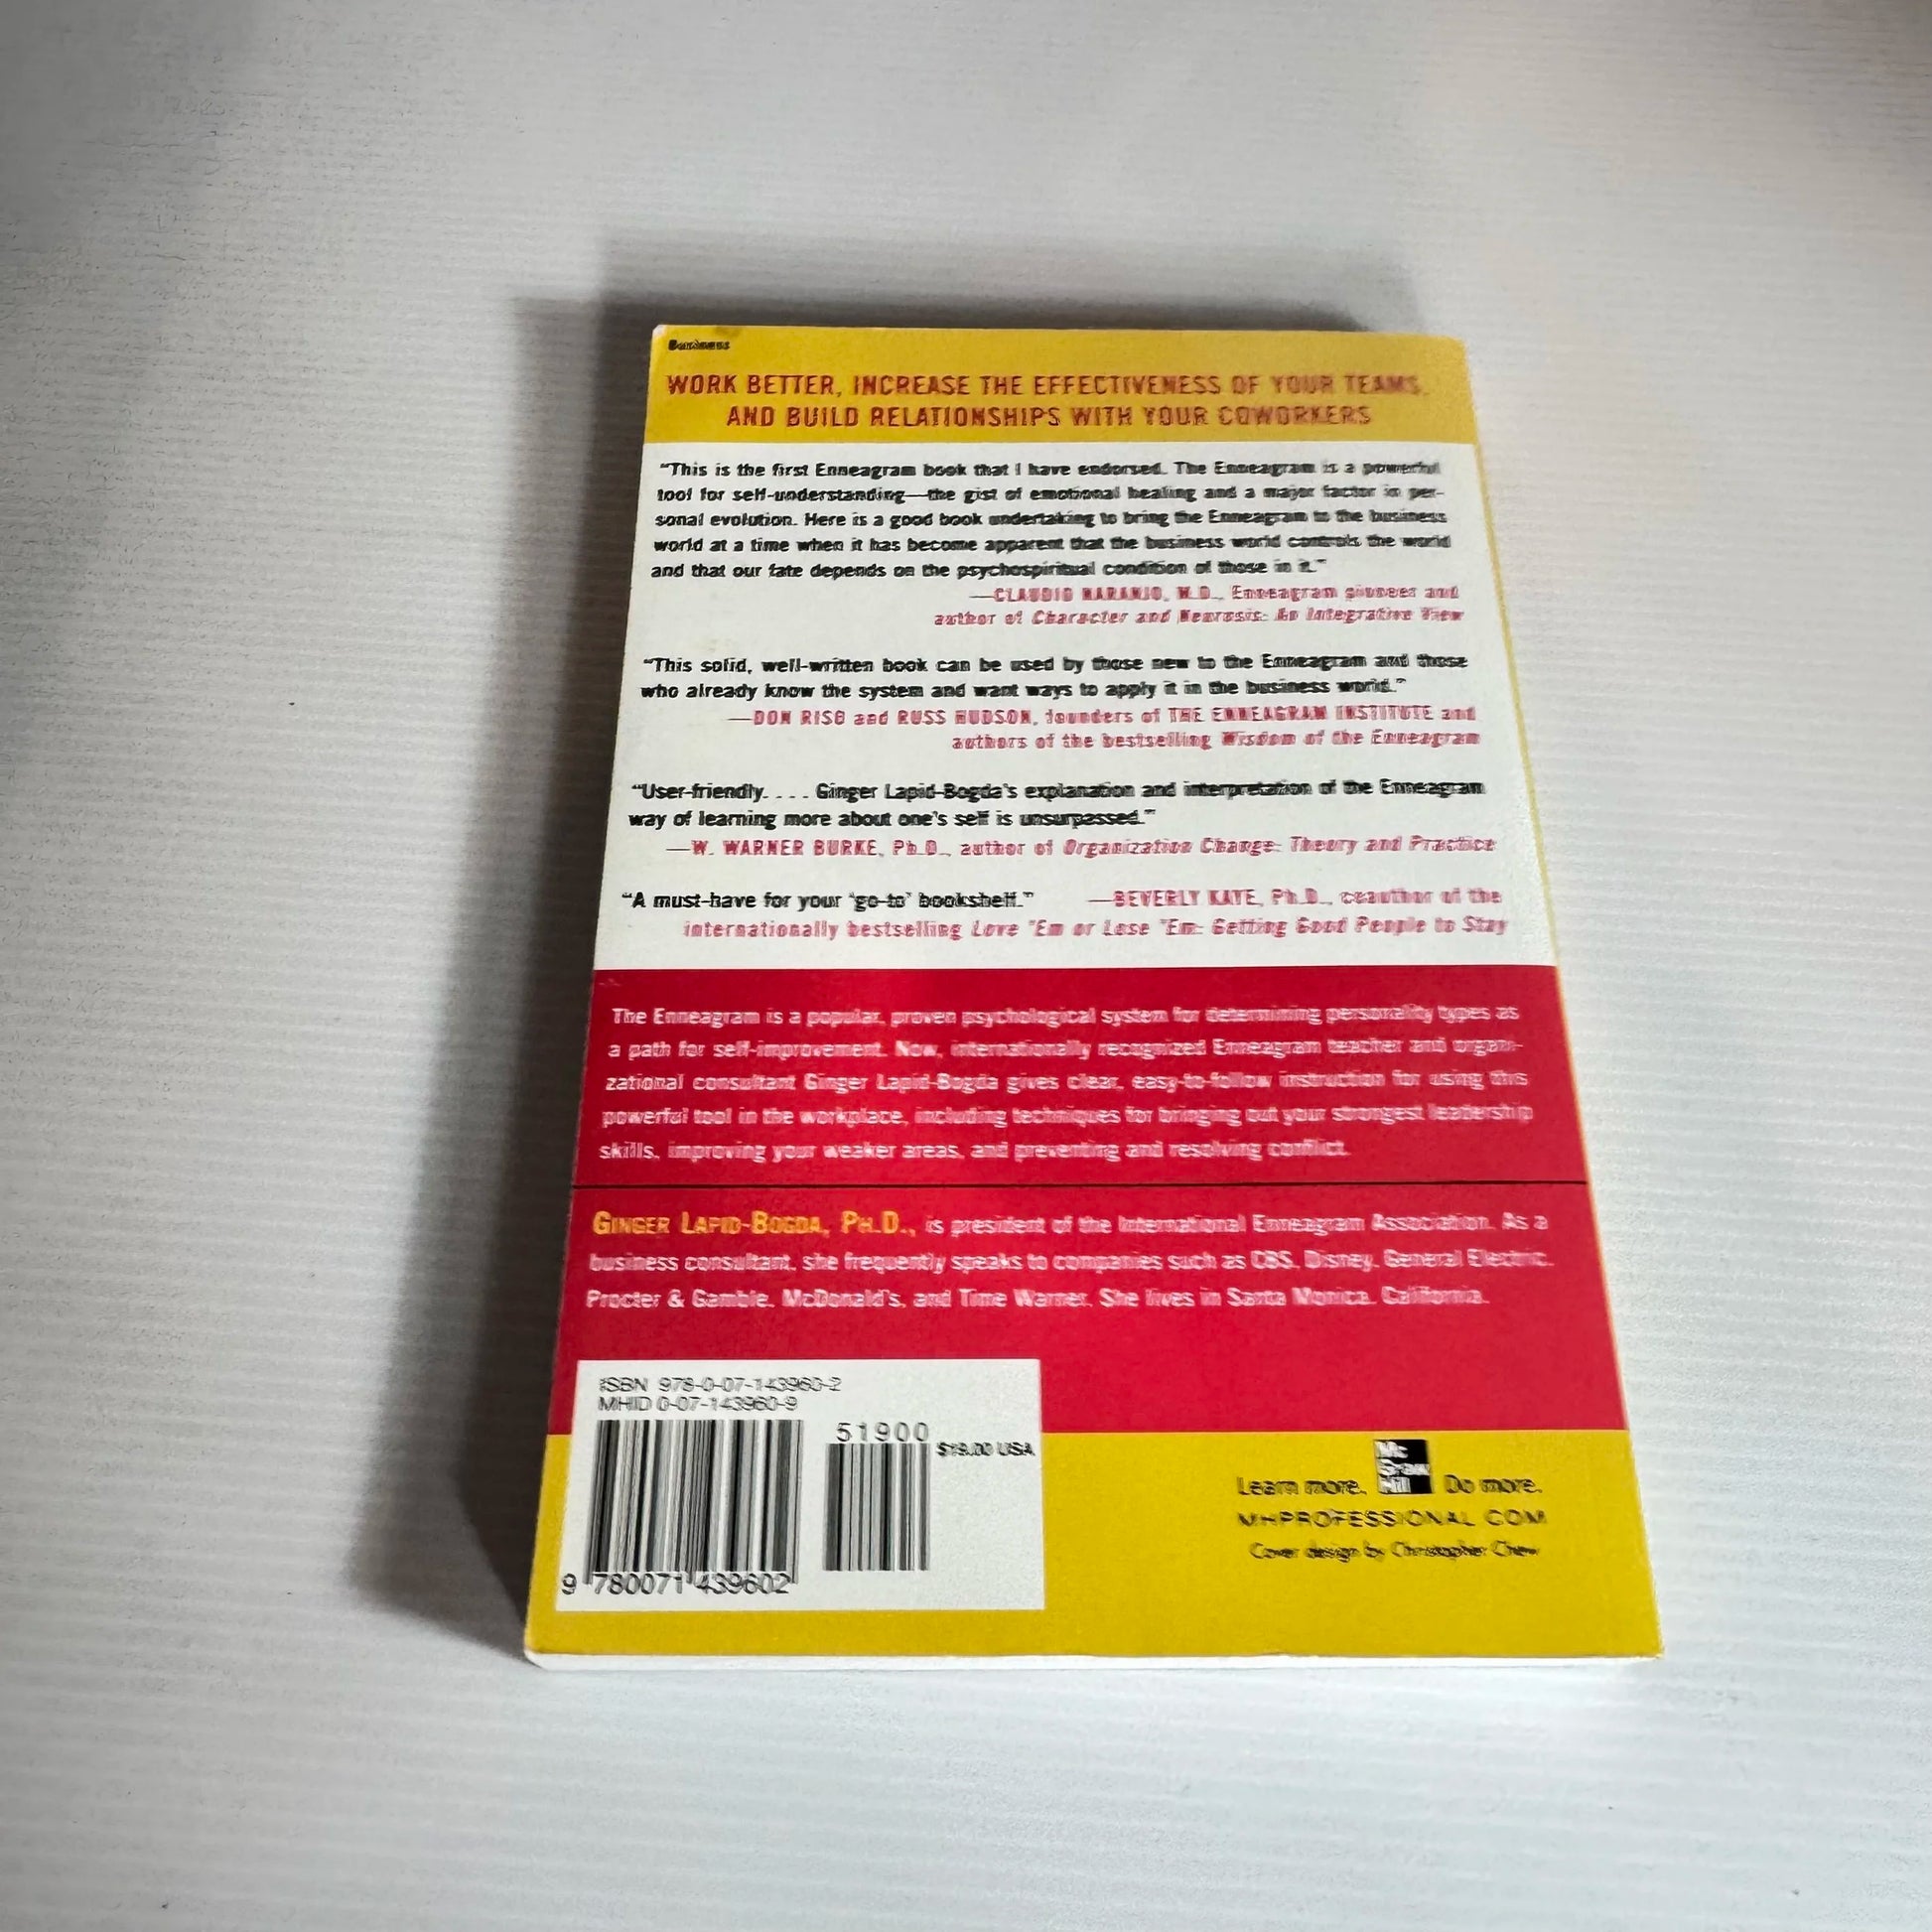 Business
WORK BETTER, INCREASE THE EFFECTIVENESS OF YOUR TEAMS,
AND BUILD RELATIONSHIPS WITH YOUR COWORKERS
“This is the first Enneagram book that I have endorsed. The Enneagram is a powerful
tool for self-understanding—the gist of emotional healing and a major factor in per-
sonal evolution. Here is a good book undertaking to bring the Enneagram to the business
world at a time when it has become apparent that the business world controls the world
and that our fate depends on the psychospiritual condition of those in it.”
—CLAUDIO NARANJO, M.D., Enneagram pioneer and
author of Character and Neurosis: An Integrative View
“This solid, well-written book can be used by those new to the Enneagram and those
who already know the system and want ways to apply it in the business world.”
—DON RISO and RUSS HUDSON, founders of THE ENNEAGRAM INSTITUTE and
authors of the bestselling Wisdom of the Enneagram
“User-friendly. . . . Ginger Lapid-Bogda’s explanation and interpretation of the Enneagram
way of learning more about one’s self is unsurpassed.”
—W. WARNER BURKE, Ph.D., author of Organization Change: Theory and Practice
“A must-have for your ‘go-to’ bookshelf.” —BEVERLY KAYE, Ph.D., coauthor of the
internationally bestselling Love ’Em or Lose ’Em: Getting Good People to Stay
The Enneagram is a popular, proven psychological system for determining personality types as
a path for self-improvement. Now, internationally recognized Enneagram teacher and organi-
zational consultant Ginger Lapid-Bogda gives clear, easy-to-follow instruction for using this
powerful tool in the workplace, including techniques for bringing out your strongest leadership
skills, improving your weaker areas, and preventing and resolving conflict.
GINGER LAPID-BOGDA, PH.D., is president of the International Enneagram Association. As a
business consultant, she frequently speaks to companies such as CBS, Disney, General Electric,
Procter & Gamble, McDonald’s, and Time Warner. She lives in Santa Monica, California.
ISBN 978-0-07-143960-2
MHID 0-07-143960-9
51900
$19.00 USA
9 780071 439602
Learn more. Mc Graw Hill Do more.
MHPROFESSIONAL.COM
Cover design by Christopher Chew